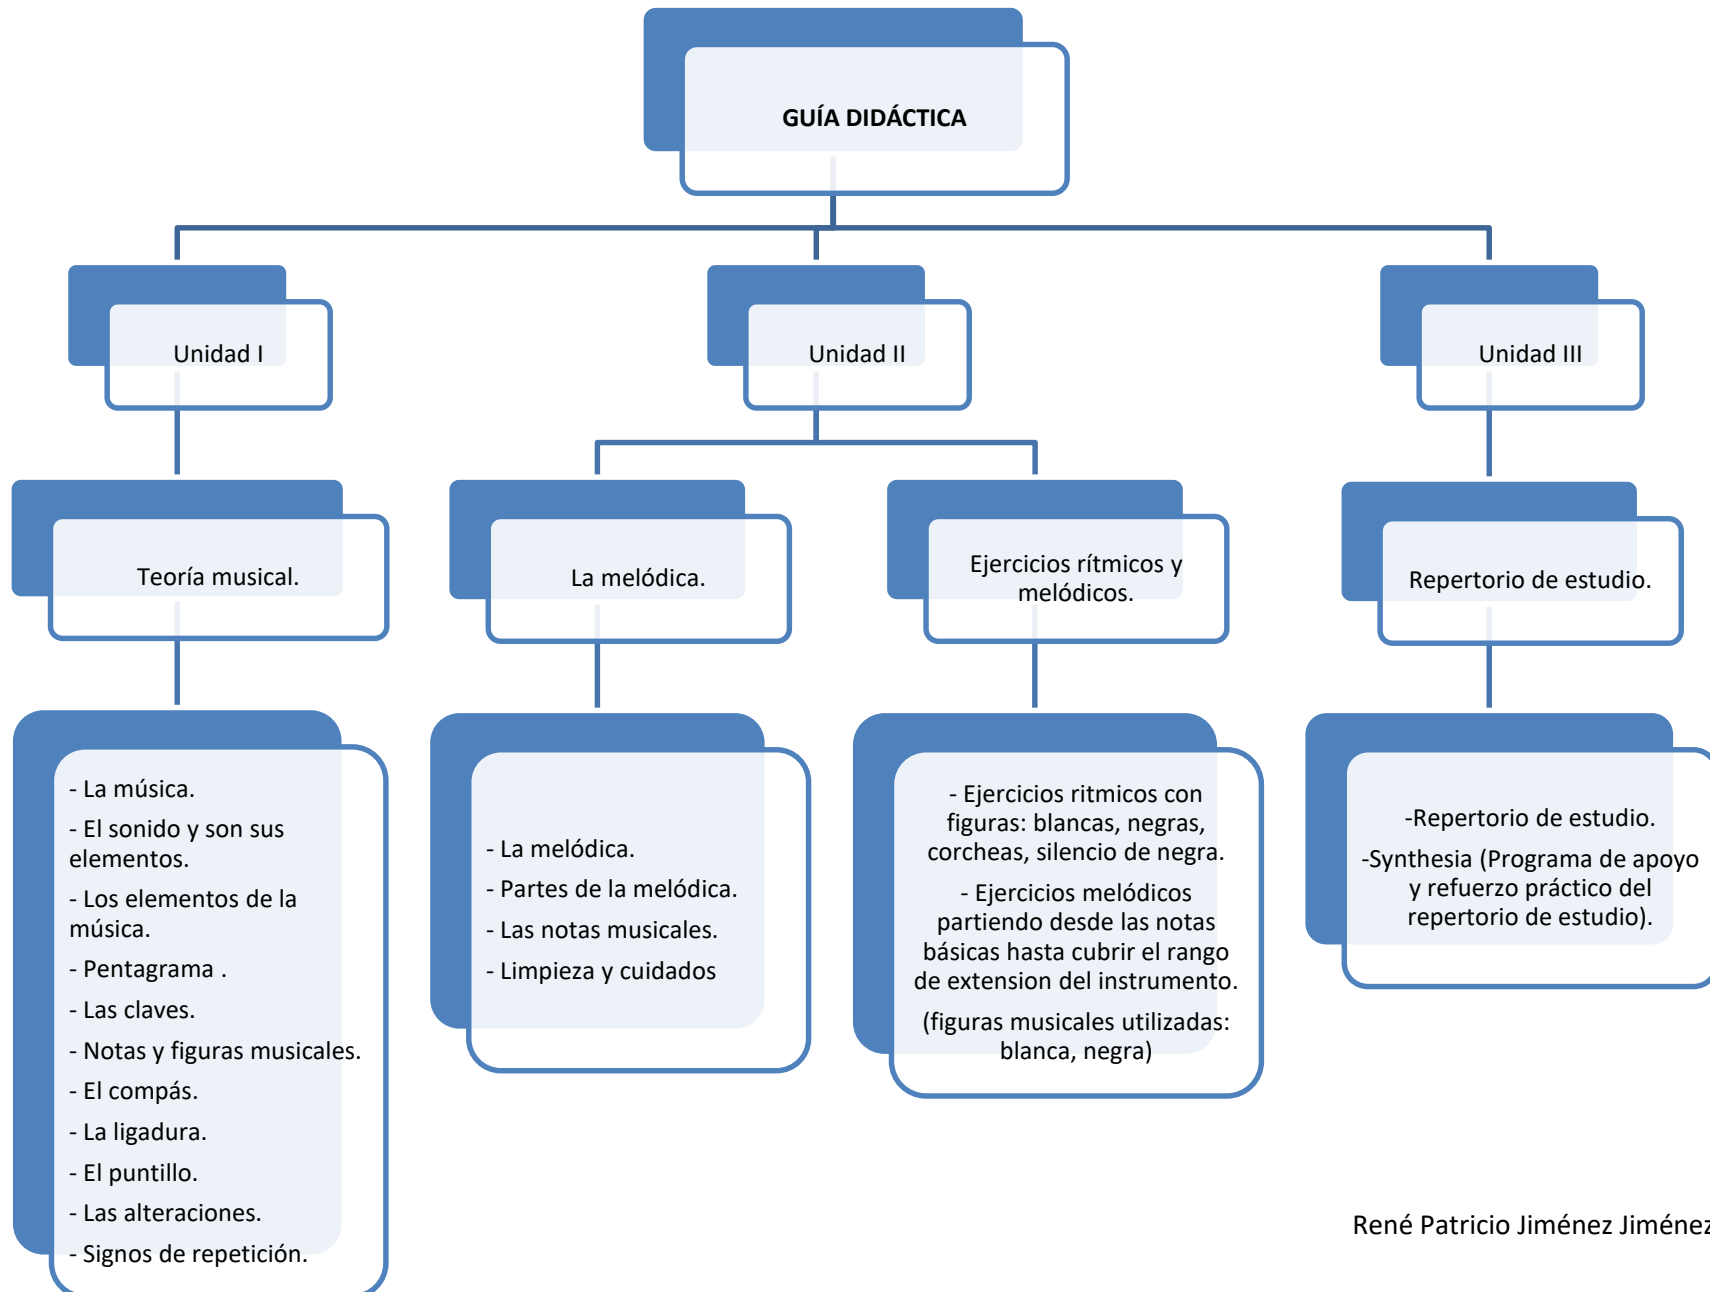 GUÍA DIDÁCTICA
Unidad I
Unidad II
Unidad III
Teoría musical.
La melódica.
Ejercicios rítmicos y
melódicos.
Repertorio de estudio.
- La música.
- El sonido y son sus
elementos.
- Los elementos de la
música.
- Pentagrama .
- Las claves.
- Notas y figuras musicales.
- El compás.
- La ligadura.
- El puntillo.
- Las alteraciones.
- Signos de repetición.
- La melódica.
- Partes de la melódica.
- Las notas musicales.
- Limpieza y cuidados
- Ejercicios ritmicos con
figuras: blancas, negras,
corcheas, silencio de negra.
- Ejercicios melódicos
partiendo desde las notas
básicas hasta cubrir el rango
de extension del instrumento.
(figuras musicales utilizadas:
blanca, negra)
-Repertorio de estudio.
-Synthesia (Programa de apoyo
y refuerzo práctico del
repertorio de estudio).
René Patricio Jiménez Jiménez